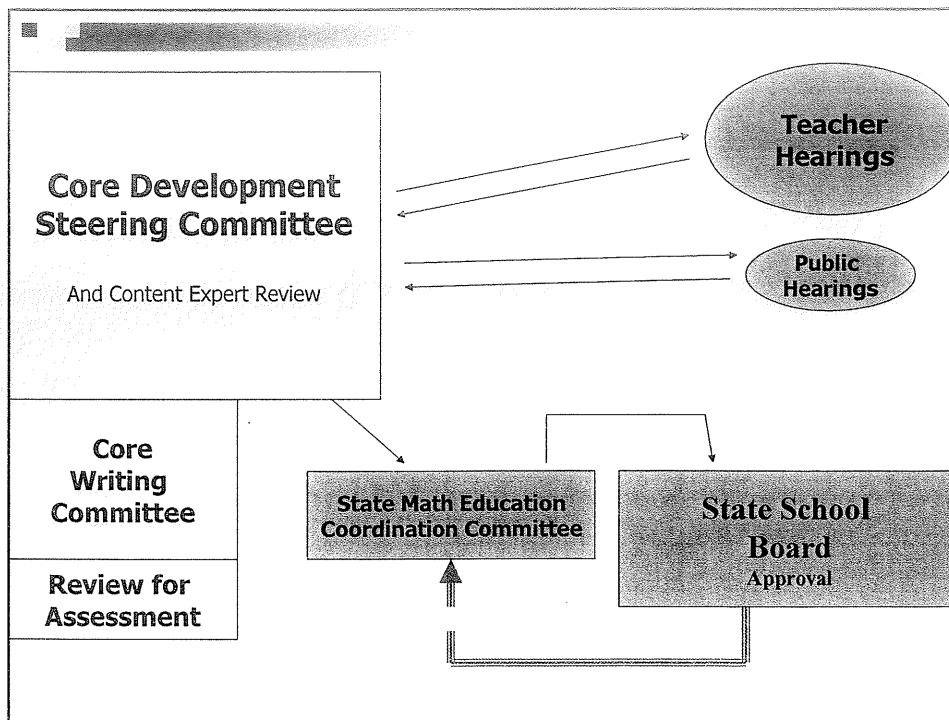 Core Development
Steering Committee
And Content Expert Review
Teacher
Hearings
Public
Hearings
Core
Writing
Committee
Review for
Assessment
State Math Education
Coordination Committee
State School
Board
Approval